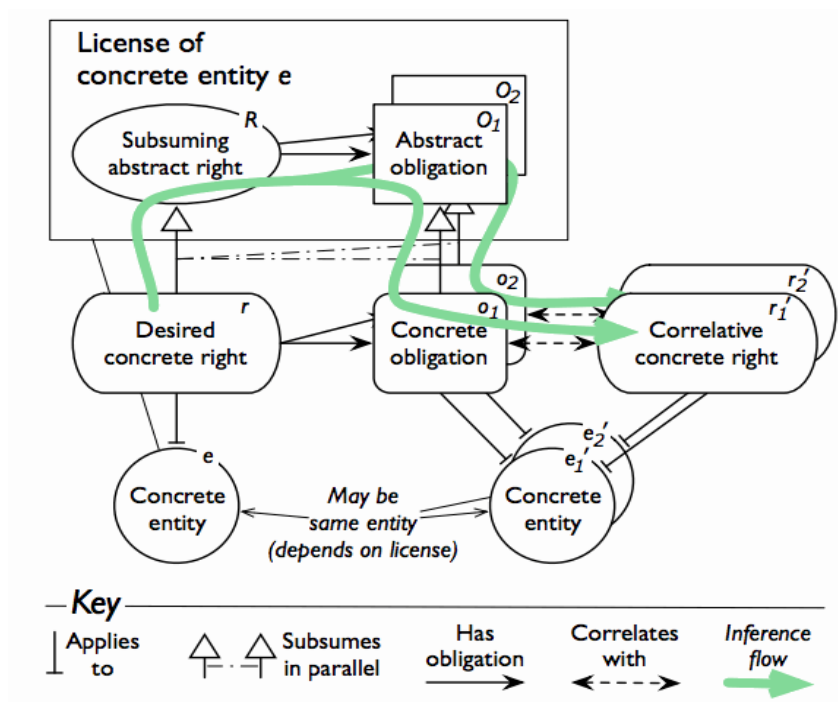 License of
concrete entity e
R
Subsuming
abstract right
O2
O1
Abstract
obligation
r
Desired
concrete right
o2
o1
Concrete
obligation
r2′
r1′
Correlative
concrete right
e
Concrete
entity
May be
same entity
(depends on license)
e2′
e1′
Concrete
entity
Key
Applies
to
Subsumes
in parallel
Has
obligation
Correlates
with
Inference
flow